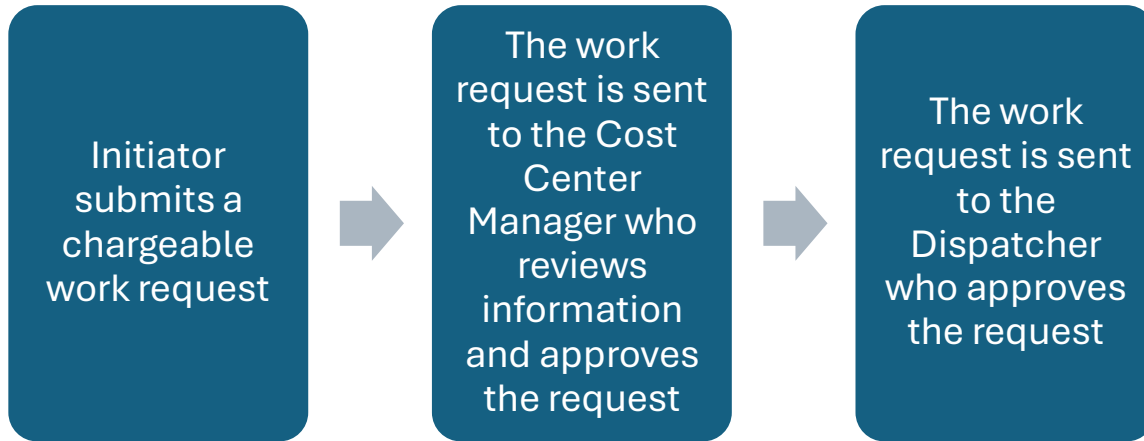 Initiator
submits a
chargeable
work request
The work
request is sent
to the Cost
Center
Manager who
reviews
information
and approves
the request
The work
request is sent
to the
Dispatcher
who approves
the request